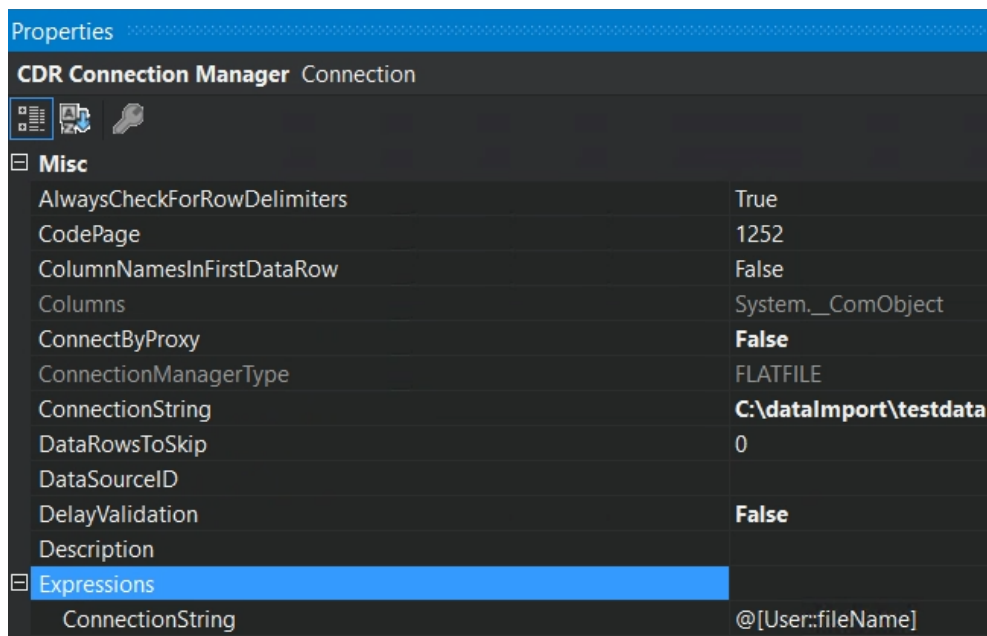 Properties
CDR Connection Manager Connection
Misc
AlwaysCheckForRowDelimiters True
CodePage 1252
ColumnNamesInFirstDataRow False
Columns System.__ComObject
ConnectByProxy False
ConnectionManagerType FLATFILE
ConnectionString C:\dataImport\testdata
DataRowsToSkip 0
DataSourceID
DelayValidation False
Description
Expressions
ConnectionString @[User::fileName]